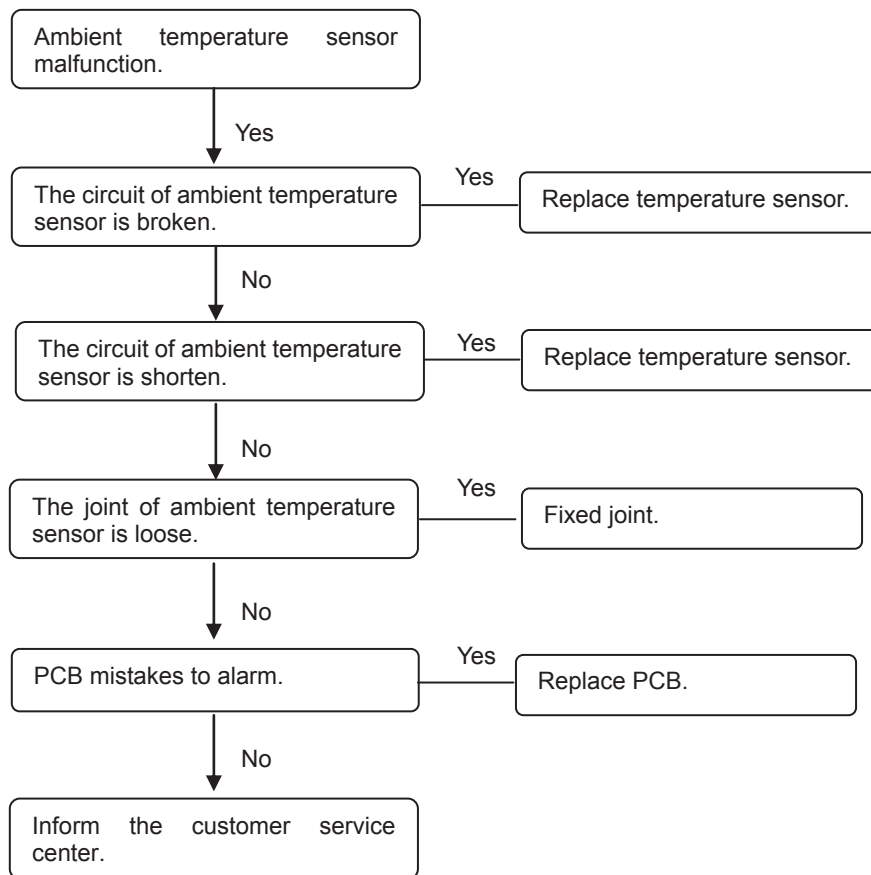 Ambient temperature sensor
malfunction.
Yes
The circuit of ambient temperature
sensor is broken.
Yes
Replace temperature sensor.
No
The circuit of ambient temperature
sensor is shorten.
Yes
Replace temperature sensor.
No
The joint of ambient temperature
sensor is loose.
Yes
Fixed joint.
No
PCB mistakes to alarm.
Yes
Replace PCB.
No
Inform the customer service
center.